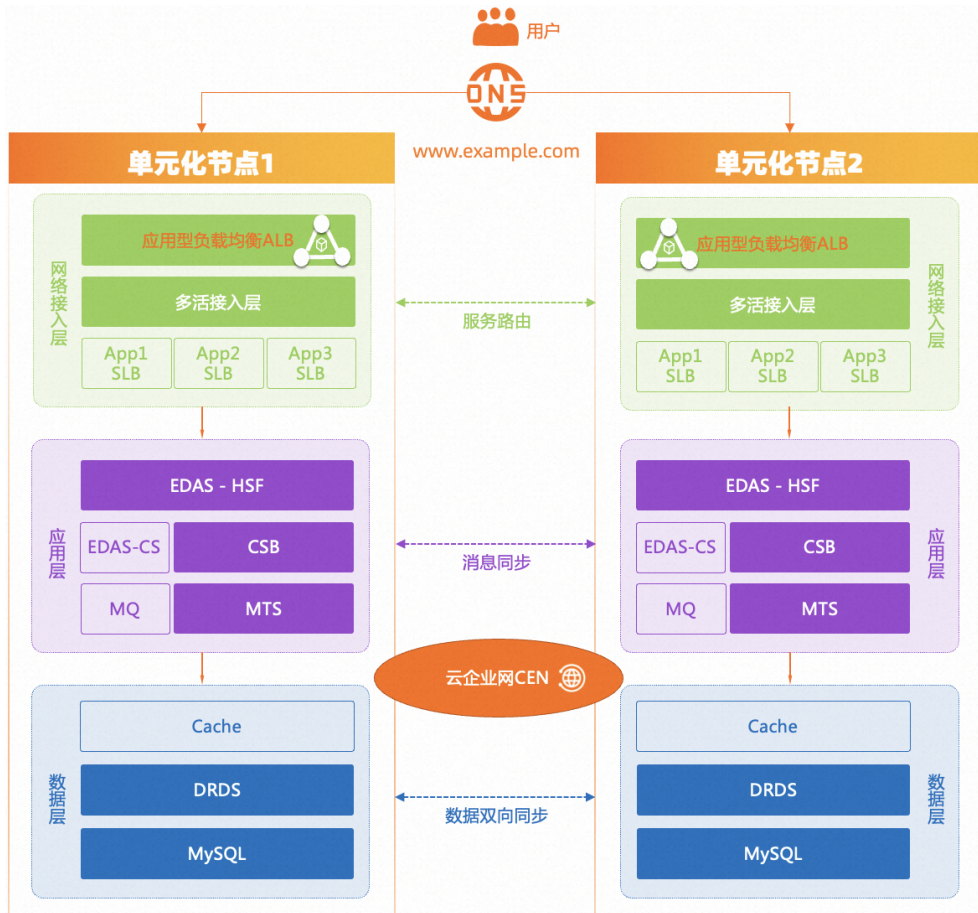 用户
DNS
www.example.com
单元化节点1
网络接入层
应用型负载均衡ALB
多活接入层
App1
SLB
App2
SLB
App3
SLB
应用层
EDAS - HSF
EDAS-CS
CSB
MQ
MTS
数据层
Cache
DRDS
MySQL
服务路由
消息同步
云企业网CEN
数据双向同步
单元化节点2
应用型负载均衡ALB
多活接入层
App1
SLB
App2
SLB
App3
SLB
网络接入层
EDAS - HSF
EDAS-CS
CSB
MQ
MTS
应用层
Cache
DRDS
MySQL
数据层